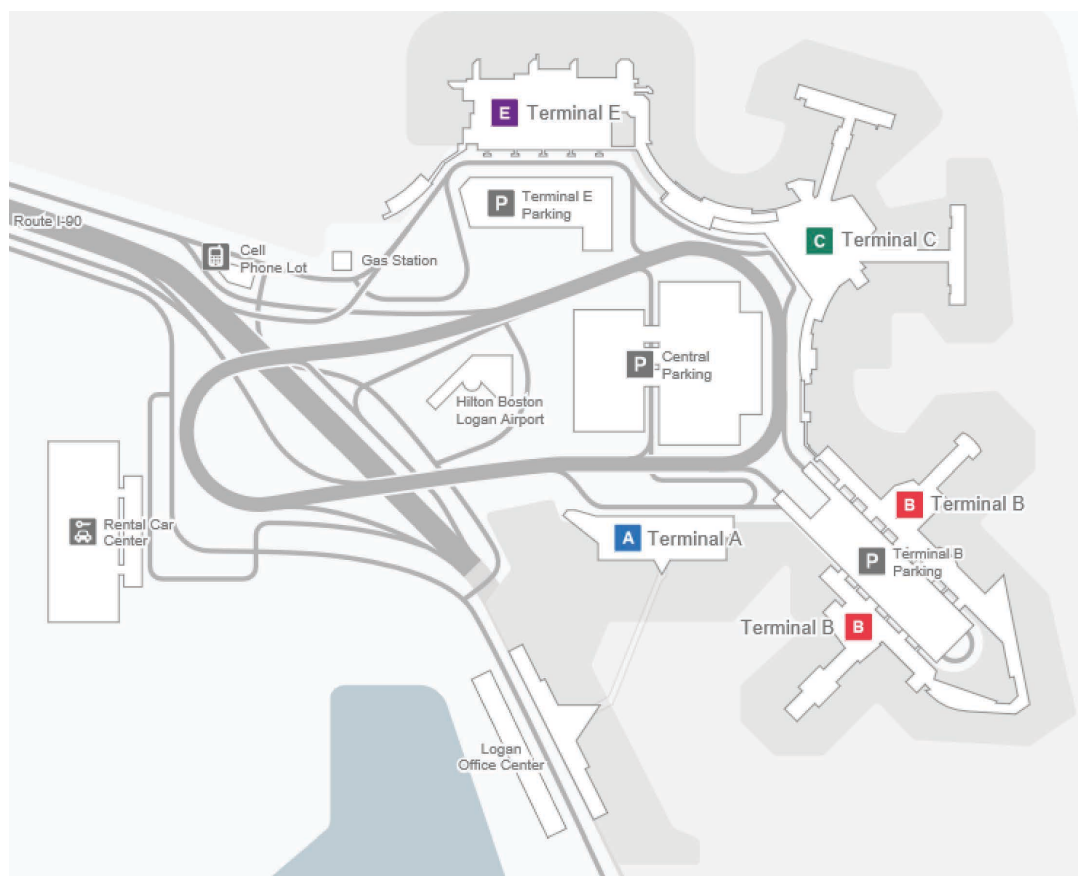 E Terminal E
P Terminal E
Parking
Route I-90
Cell
Phone Lot
Gas Station
C Terminal C
P Central
Parking
Hilton Boston
Logan Airport
B Terminal B
Rental Car
Center
A Terminal A
P Terminal B
Parking
Terminal B B
Logan
Office Center